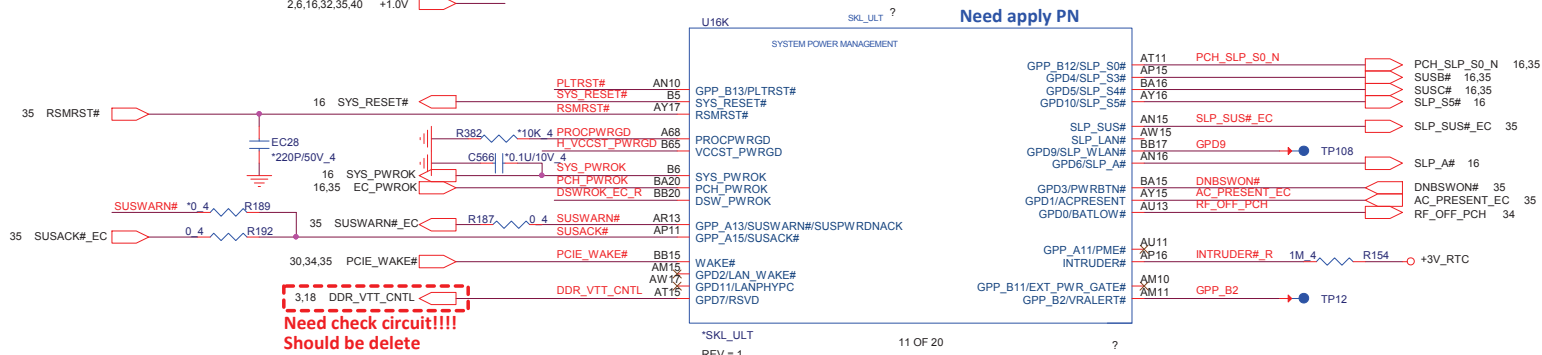 2,6,16,32,35,40 +1.0V
U16K
SKL_ULT ?
Need apply PN
SYSTEM POWER MANAGEMENT
PLTRST# AN10 GPP_B13/PLTRST#
16 SYS_RESET# SYS_RESET# B5 SYS_RESET#
35 RSMRST# RSMRST# AY17 RSMRST#
EC28
*220P/50V_4
R382 *10K_4 PROCPWRGD A68 PROCPWRGD
H_VCCST_PWRGD B65 VCCST_PWRGD
C566 *0.1U/10V_4
16 SYS_PWROK SYS_PWROK B6 SYS_PWROK
16,35 EC_PWROK PCH_PWROK BA20 PCH_PWROK
DSWROK_EC_R BB20 DSW_PWROK
SUSWARN# *0_4 R189
35 SUSACK#_EC 0_4 R192
35 SUSWARN#_EC R187 0_4 SUSWARN# AR13 GPP_A13/SUSWARN#/SUSPWRDNACK
SUSACK# AP11 GPP_A15/SUSACK#
30,34,35 PCIE_WAKE# PCIE_WAKE# BB15 WAKE#
AM15 GPD2/LAN_WAKE#
AW17 GPD11/LANPHYPC
3,18 DDR_VTT_CNTL DDR_VTT_CNTL AT15 GPD7/RSVD
Need check circuit!!!!
Should be delete
GPP_B12/SLP_S0# AT11 PCH_SLP_S0_N PCH_SLP_S0_N 16,35
GPD4/SLP_S3# AP15 SUSB# 16,35
GPD5/SLP_S4# BA16 SUSC# 16,35
GPD10/SLP_S5# AY16 SLP_S5# 16
SLP_SUS# AN15 SLP_SUS#_EC SLP_SUS#_EC 35
SLP_LAN# AW15
GPD9/SLP_WLAN# BB17 GPD9 TP108
GPD6/SLP_A# AN16 SLP_A# 16
GPD3/PWRBTN# BA15 DNBSWON# DNBSWON# 35
GPD1/ACPRESENT AY15 AC_PRESENT_EC AC_PRESENT_EC 35
GPD0/BATLOW# AU13 RF_OFF_PCH RF_OFF_PCH 34
GPP_A11/PME# AU11
INTRUDER# AP16 INTRUDER#_R 1M_4 R154 +3V_RTC
GPP_B11/EXT_PWR_GATE# AM10
GPP_B2/VRALERT# AM11 GPP_B2 TP12
*SKL_ULT
REV = 1
11 OF 20
?